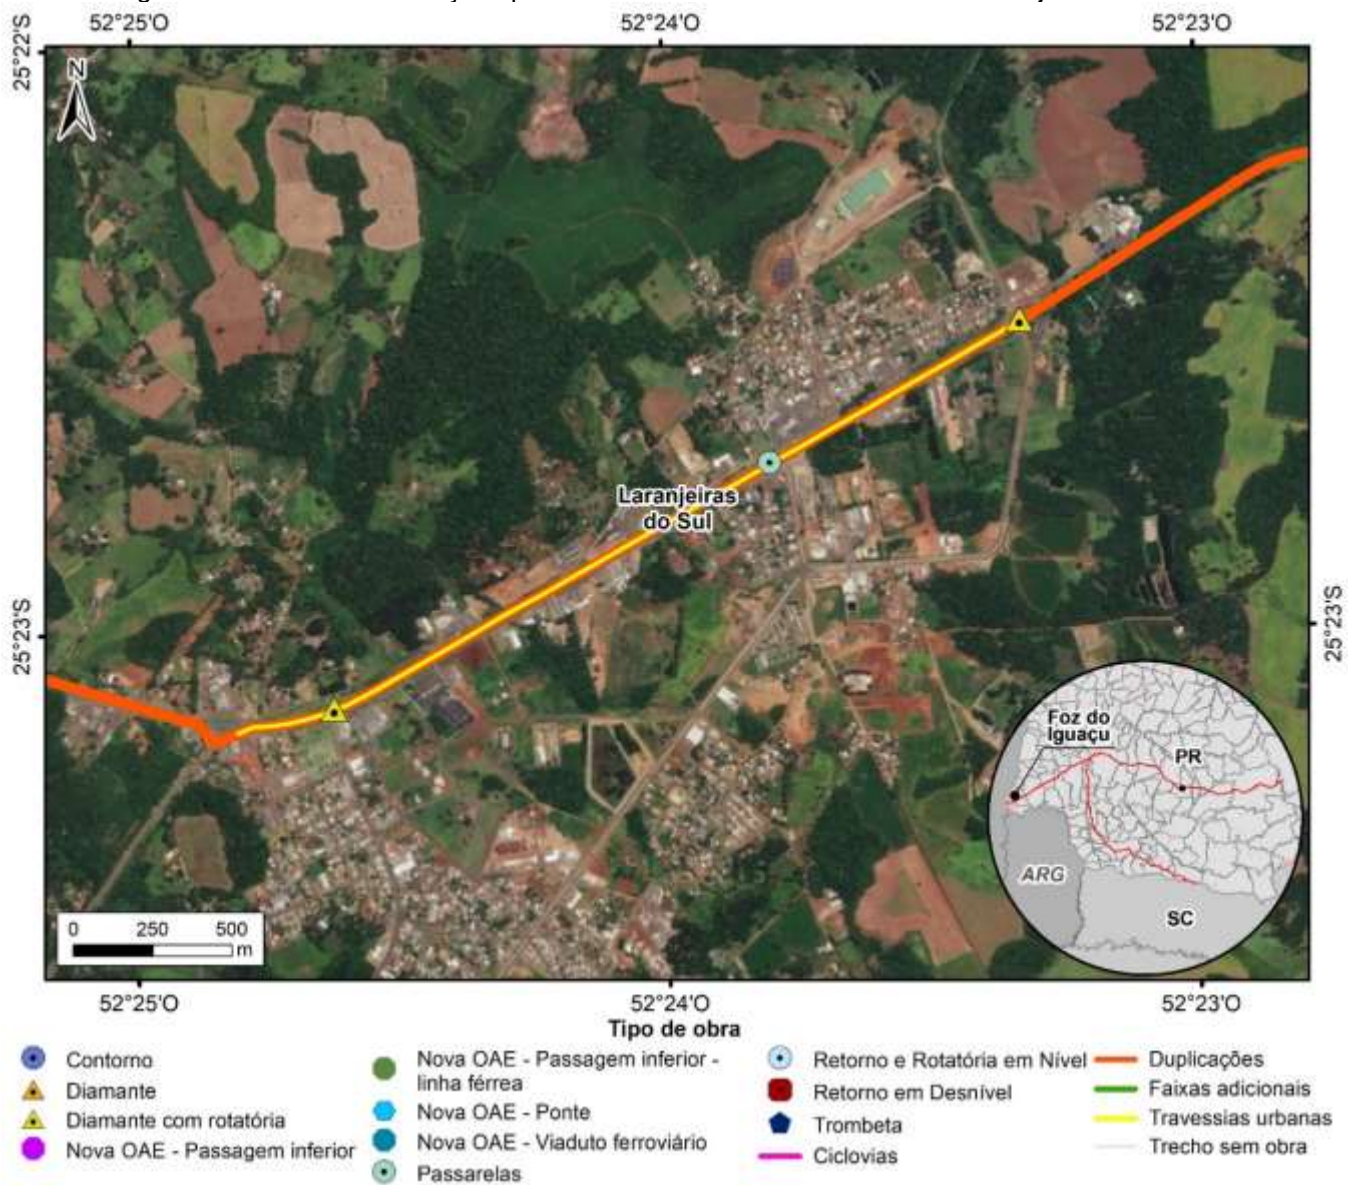 52°25'O
52°24'O
52°23'O
25°22'S
N
Laranjeiras
do Sul
25°23'S
25°23'S
Foz do
Iguaçu
PR
ARG
SC
0 250 500
m
52°25'O
52°24'O
52°23'O
Tipo de obra
Contorno
Diamante
Diamante com rotatória
Nova OAE - Passagem inferior
Nova OAE - Passagem inferior -
linha férrea
Nova OAE - Ponte
Nova OAE - Viaduto ferroviário
Passarelas
Retorno e Rotatória em Nível
Retorno em Desnível
Trombeta
Ciclovias
Duplicações
Faixas adicionais
Travessias urbanas
Trecho sem obra